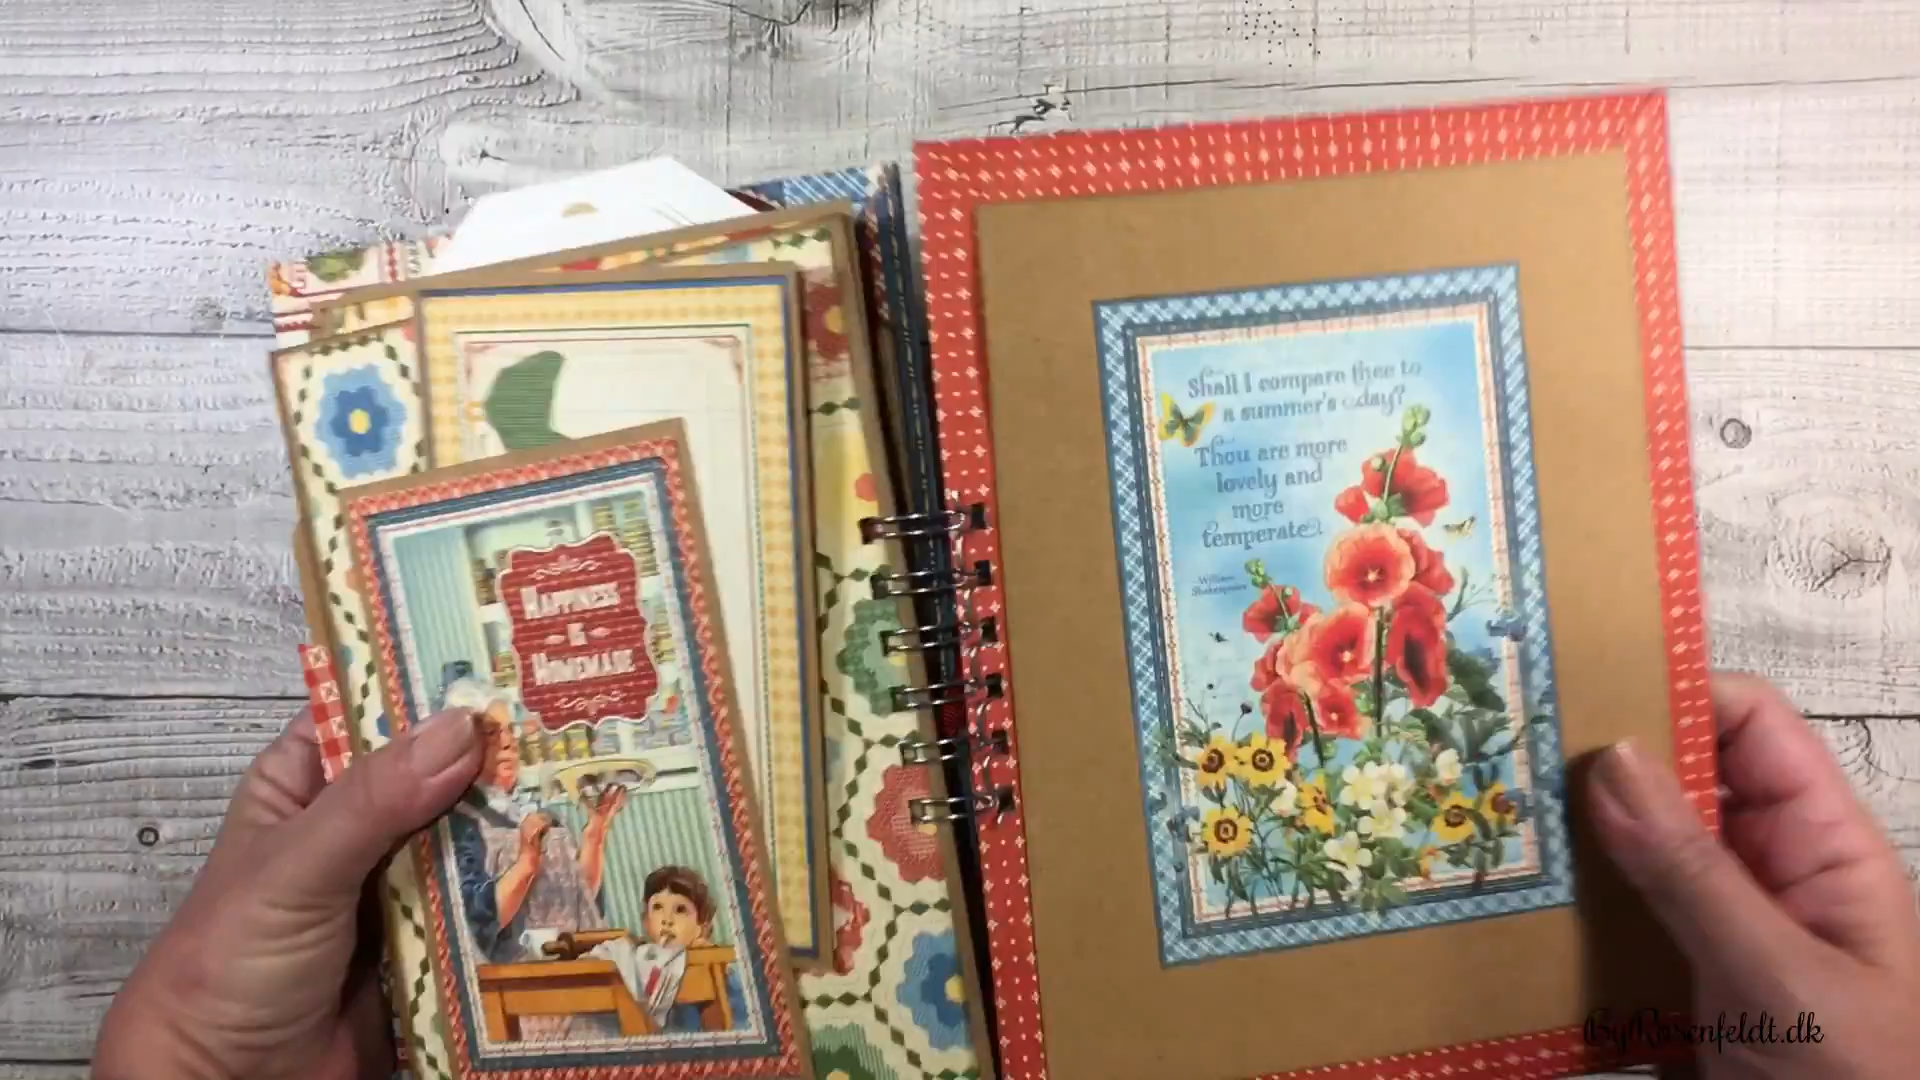 HAPPINESS
IS
HOMEMADE
Shall I compare thee to
a summer's day?
Thou are more
lovely and
more
temperate.
William
Shakespeare
ByRosenfeldt.dk